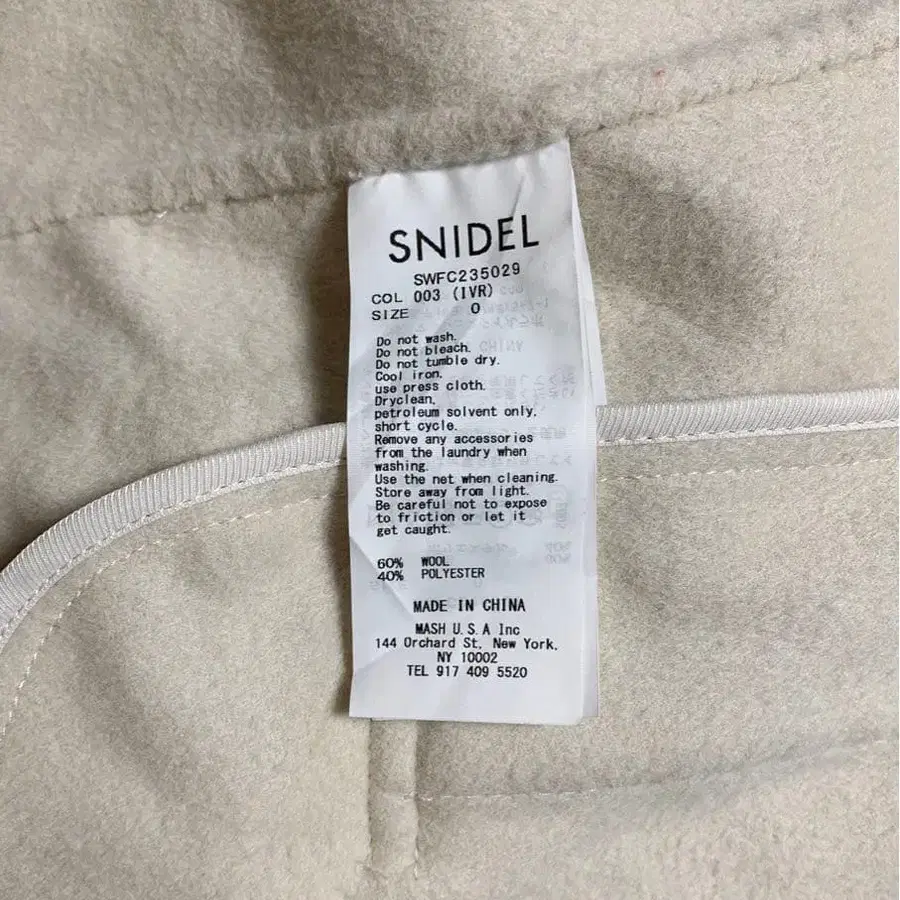 SNIDEL
SWFC235029
COL 003 (IVR)
SIZE 0
Do not wash.
Do not bleach.
Do not tumble dry.
Cool iron.
use press cloth.
Dryclean,
petroleum solvent only.
short cycle.
Remove any accessories
from the laundry when
washing.
Use the net when cleaning.
Store away from light.
Be careful not to expose
to friction or let it
get caught.
60% WOOL
40% POLYESTER
MADE IN CHINA
MASH U.S.A Inc
144 Orchard St, New York,
NY 10002
TEL 917 409 5520